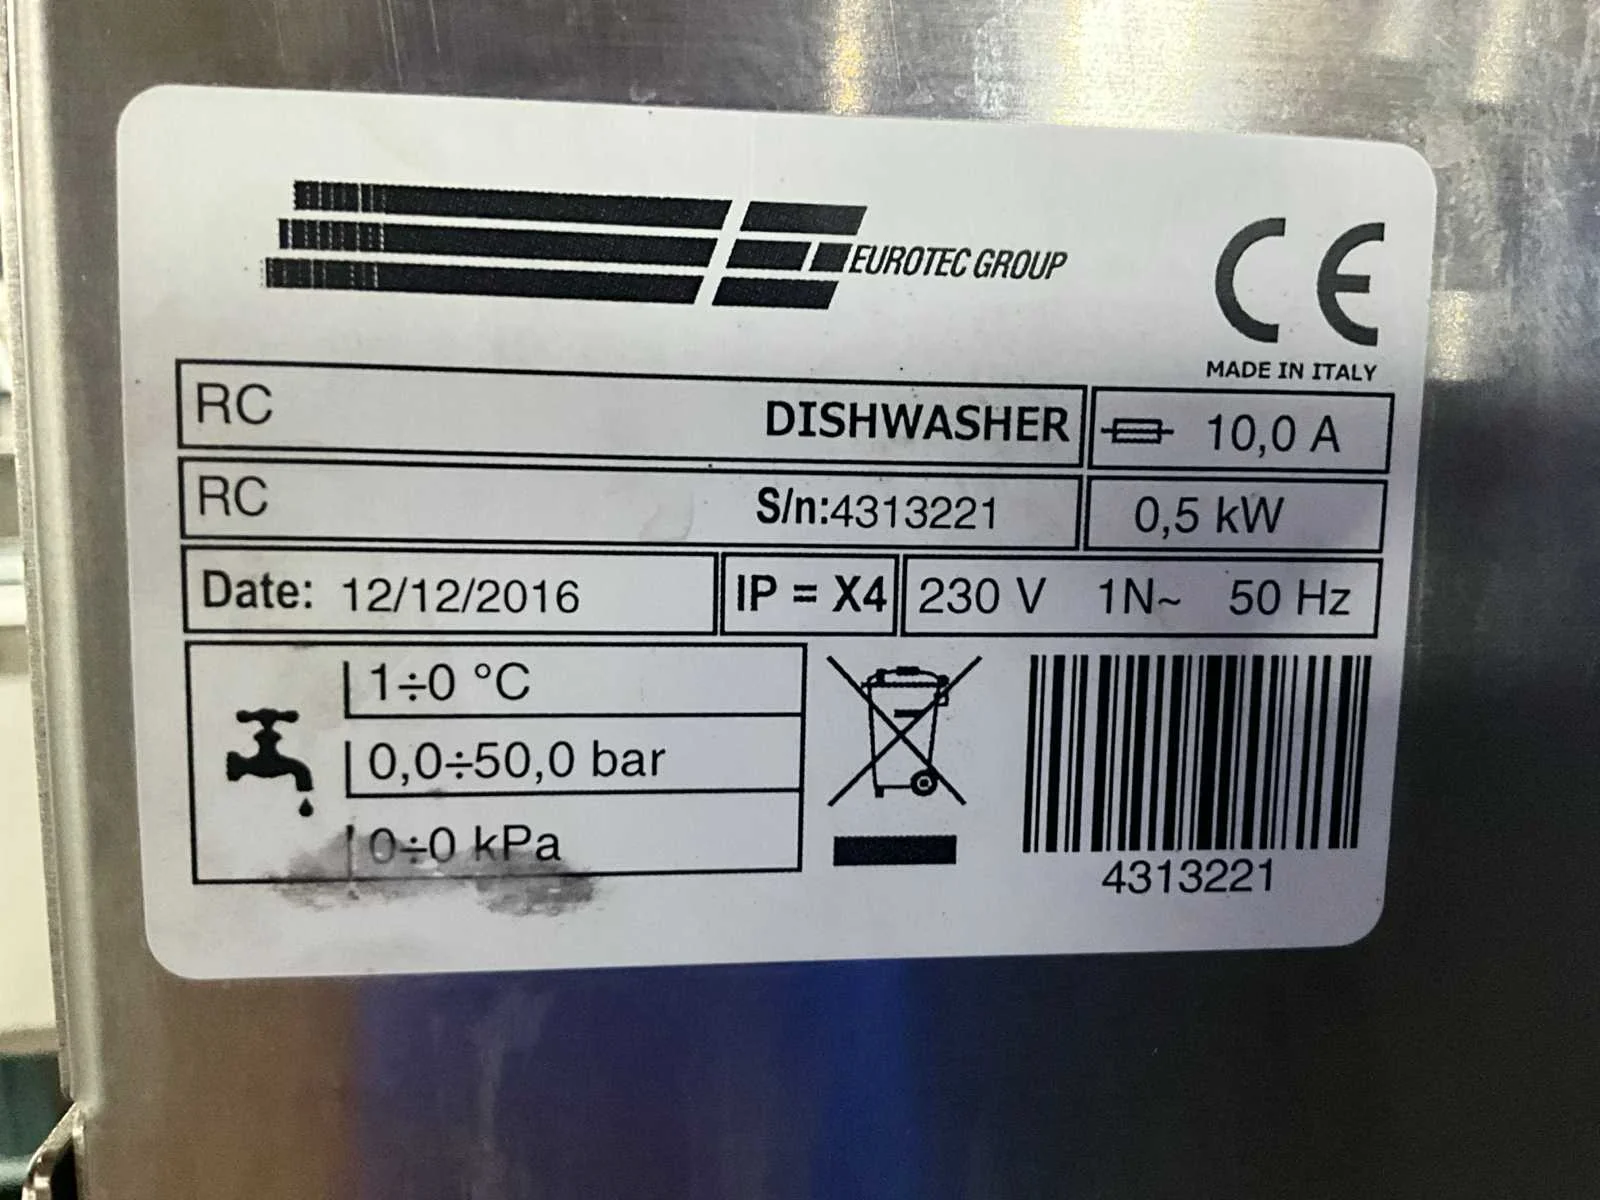 EUROTEC GROUP
CE
MADE IN ITALY
RC DISHWASHER 10,0 A
RC S/n:4313221 0,5 kW
Date: 12/12/2016 IP = X4 230 V 1N~ 50 Hz
1÷0 °C
0,0÷50,0 bar
0÷0 kPa
4313221